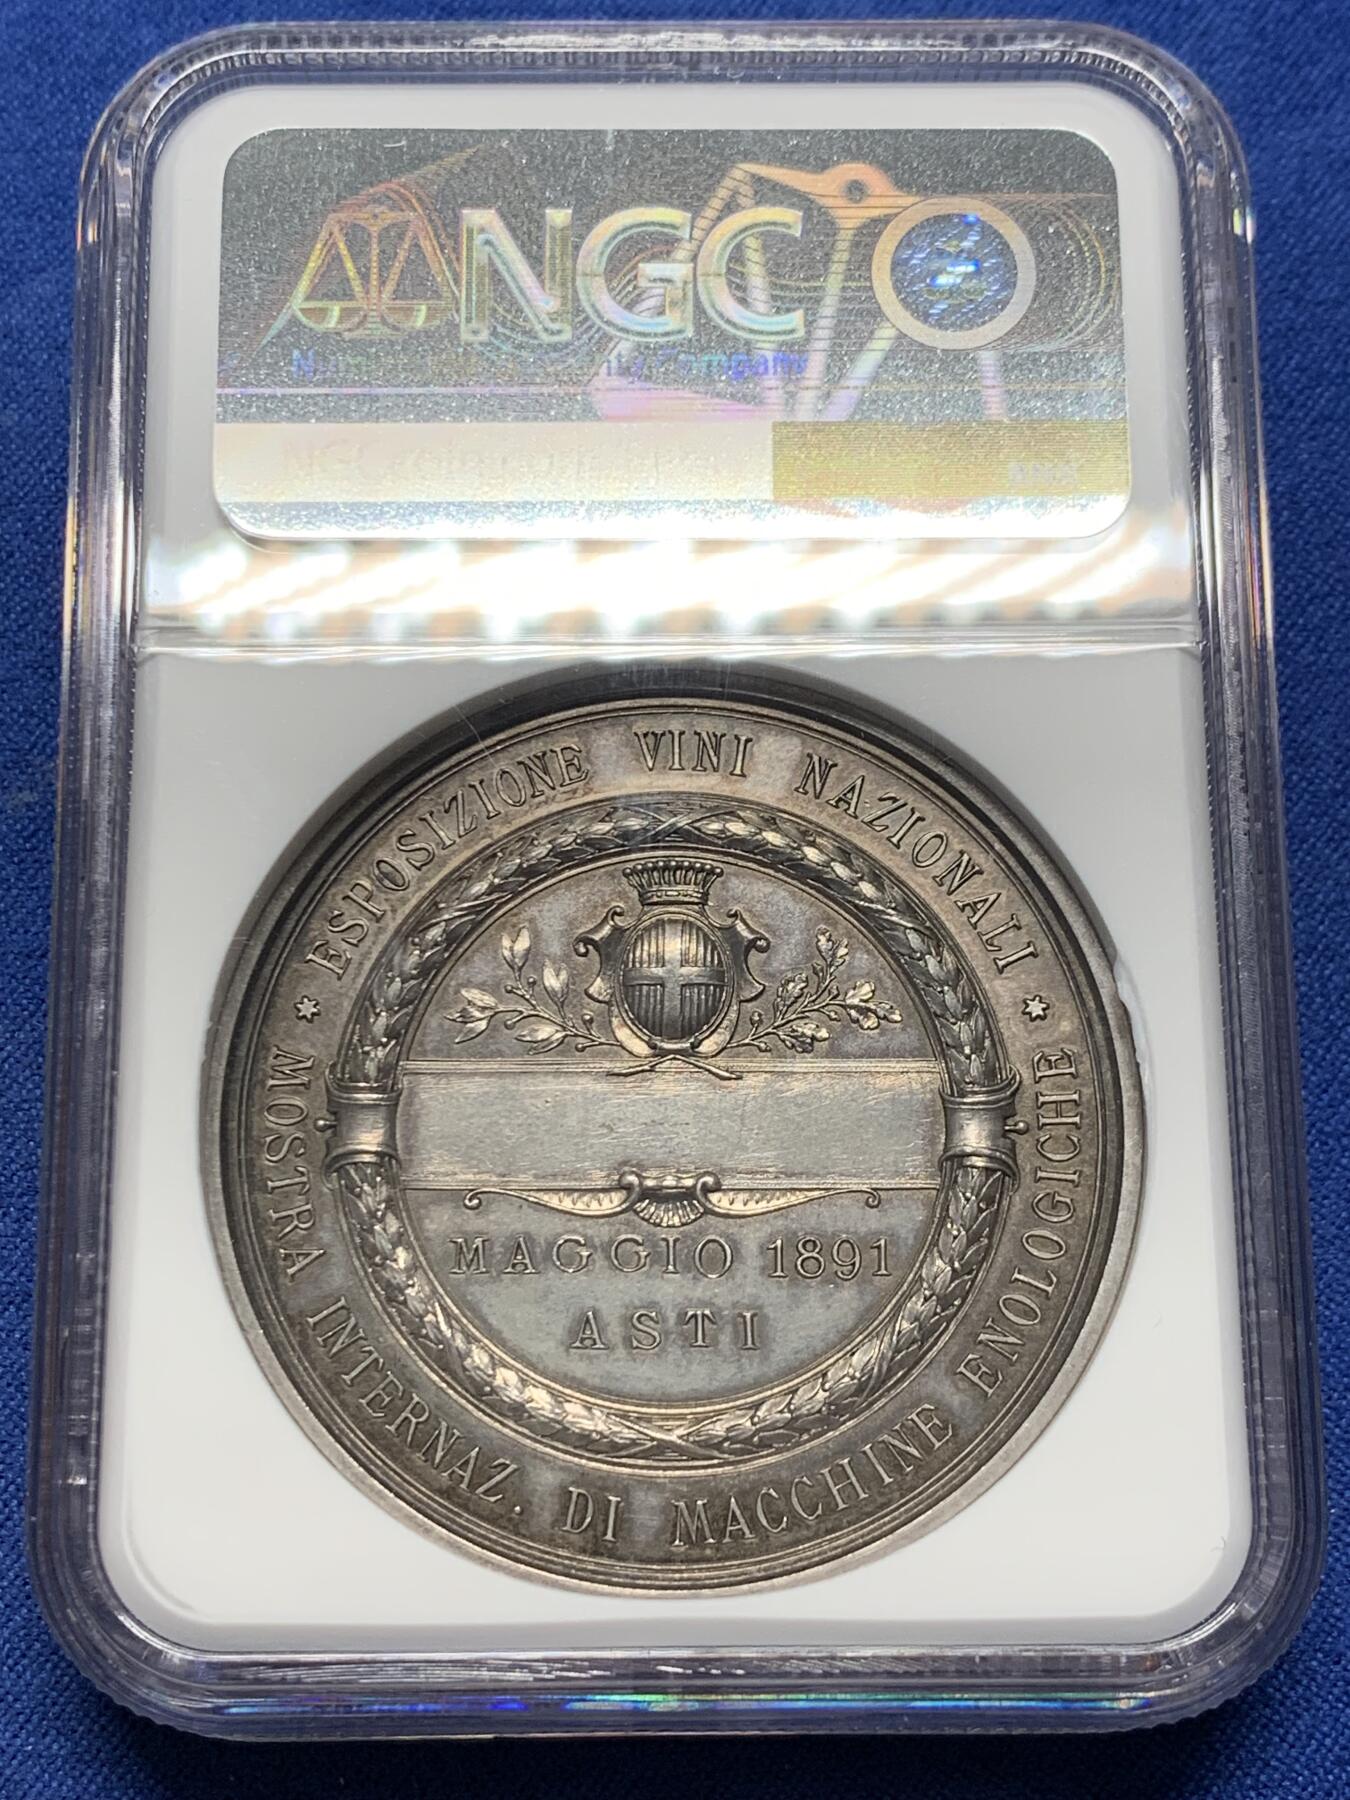 NGC
ESPOSIZIONE VINI NAZIONALI
MOSTRA INTERNAZ. DI MACCHINE ENOLOGICHE
MAGGIO 1891
ASTI